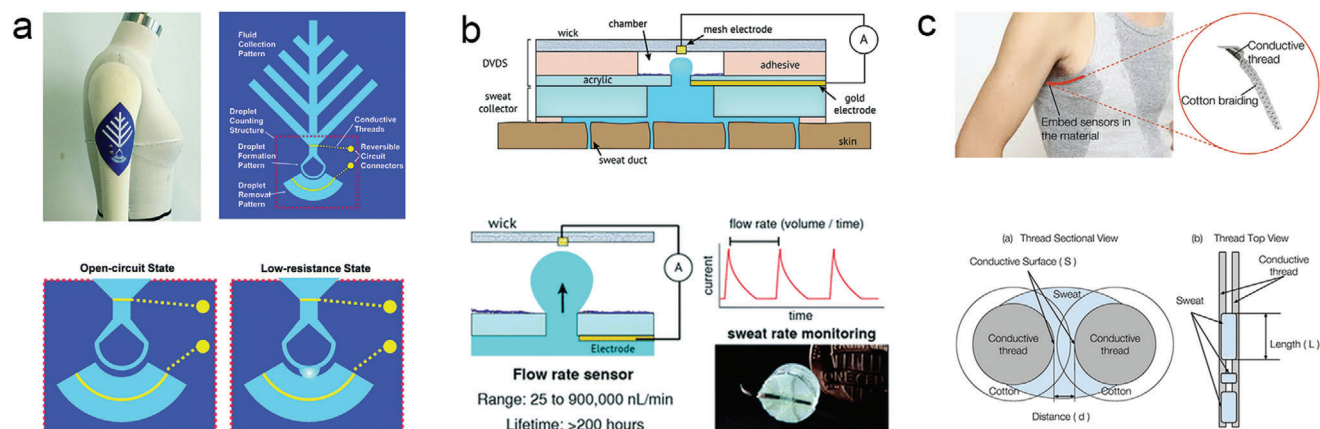 a
Fluid
Collection
Pattern
Droplet
Counting
Structure
Droplet
Formation
Pattern
Droplet
Removal
Pattern
Conductive
Threads
Reversible
Circuit
Connectors
Open-circuit State
Low-resistance State
b
wick
chamber
mesh electrode
A
DVDS
adhesive
acrylic
gold
electrode
sweat
collector
skin
sweat duct
wick
A
Electrode
flow rate (volume / time)
current
time
sweat rate monitoring
Flow rate sensor
Range: 25 to 900,000 nL/min
Lifetime: >200 hours
ONE CE
c
Conductive
thread
Cotton braiding
Embed sensors in
the material
(a) Thread Sectional View
Conductive Surface ( S )
Sweat
Conductive
thread
Conductive
thread
Cotton
Cotton
Distance ( d )
(b) Thread Top View
Conductive
thread
Sweat
Length ( L )